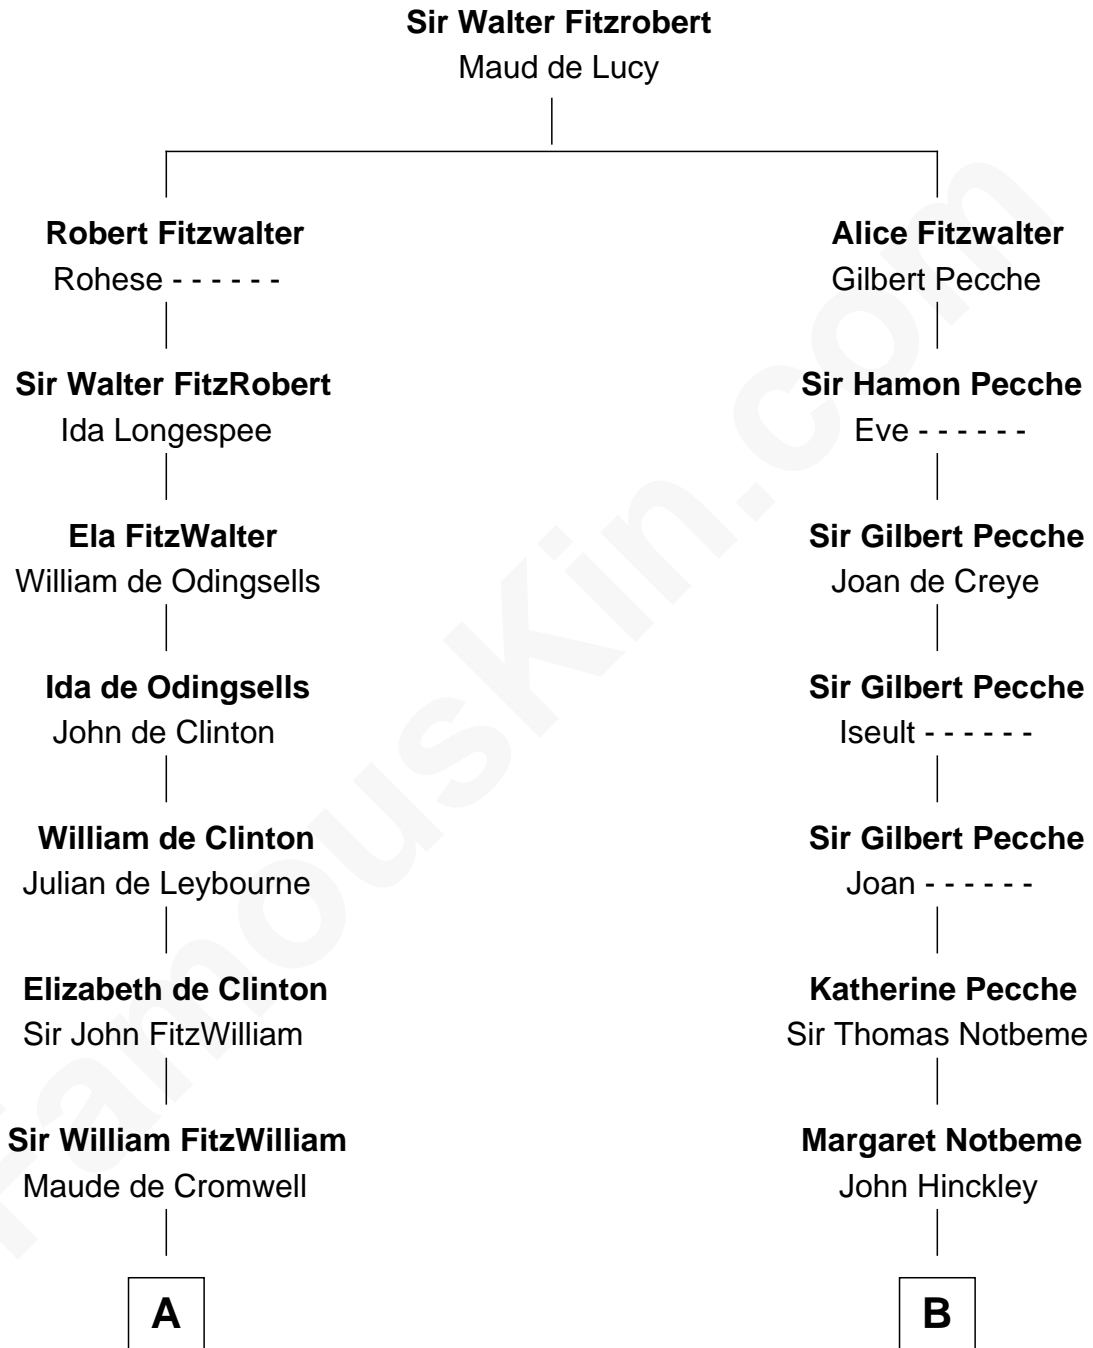 Sir Walter Fitzrobert
Maud de Lucy
Robert Fitzwalter
Rohese - - - - - -
Alice Fitzwalter
Gilbert Pecche
Sir Walter FitzRobert
Ida Longespee
Sir Hamon Pecche
Eve - - - - - -
Ela FitzWalter
William de Odingsells
Sir Gilbert Pecche
Joan de Creye
Ida de Odingsells
John de Clinton
Sir Gilbert Pecche
Iseult - - - - - -
William de Clinton
Julian de Leybourne
Sir Gilbert Pecche
Joan - - - - - -
Elizabeth de Clinton
Sir John FitzWilliam
Katherine Pecche
Sir Thomas Notbeme
Sir William FitzWilliam
Maude de Cromwell
Margaret Notbeme
John Hinckley
A
B
FamousKin.com